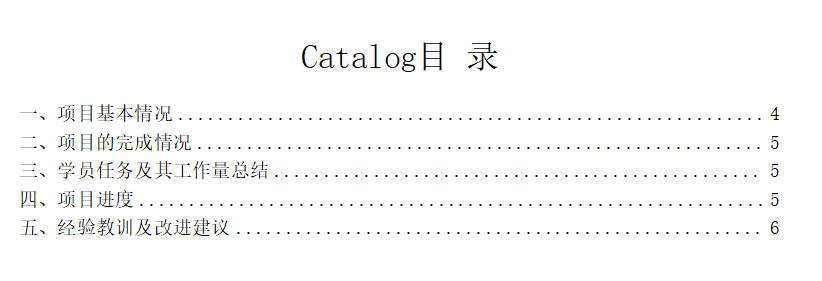 Catalog目 录
一、项目基本情况............................................................ 4
二、项目的完成情况.......................................................... 5
三、学员任务及其工作量总结.................................................. 5
四、项目进度................................................................ 5
五、经验教训及改进建议...................................................... 6